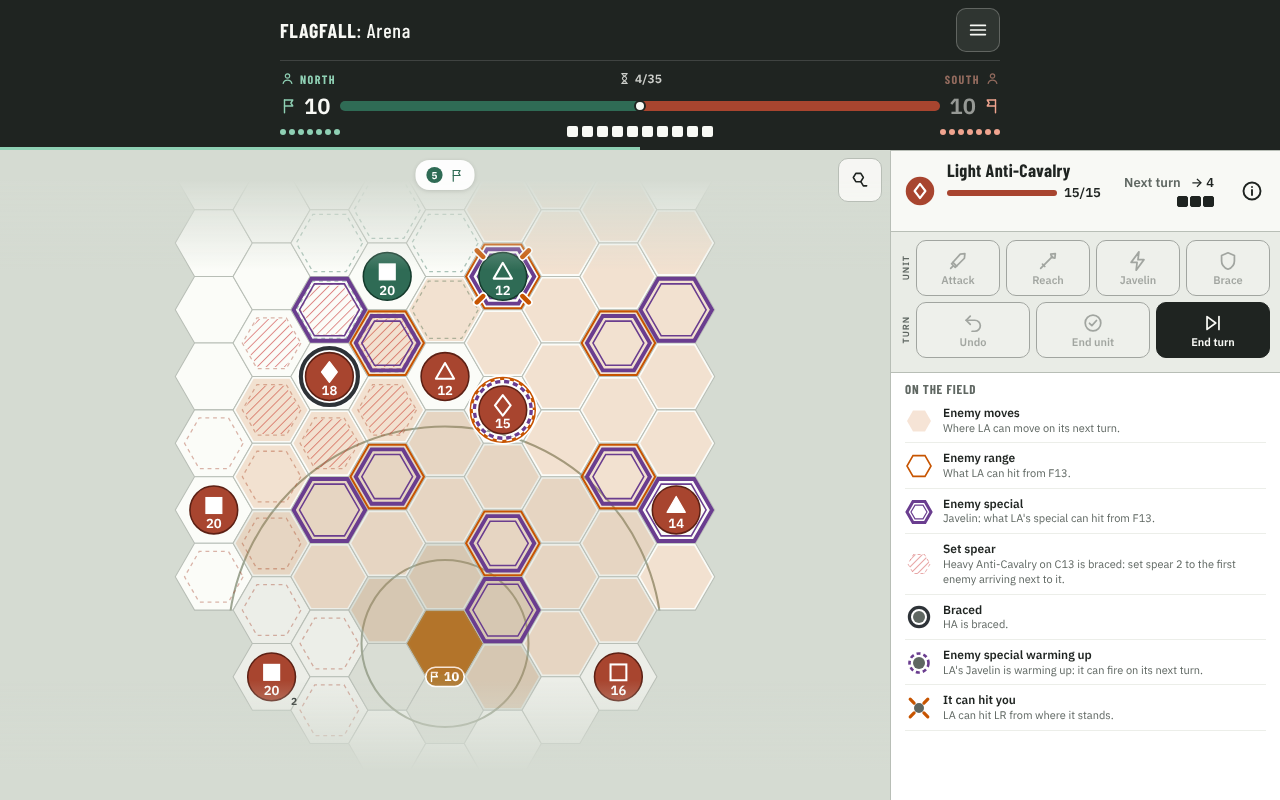 FLAGFALL: Arena
NORTH
4/35
SOUTH
10
10
5
20
12
18
12
15
20
14
10
20
2
16
Light Anti-Cavalry
15/15
Next turn → 4
UNIT
Attack
Reach
Javelin
Brace
TURN
Undo
End unit
End turn
ON THE FIELD
Enemy moves
Where LA can move on its next turn.
Enemy range
What LA can hit from F13.
Enemy special
Javelin: what LA's special can hit from F13.
Set spear
Heavy Anti-Cavalry on C13 is braced: set spear 2 to the first
enemy arriving next to it.
Braced
HA is braced.
Enemy special warming up
LA's Javelin is warming up: it can fire on its next turn.
It can hit you
LA can hit LR from where it stands.